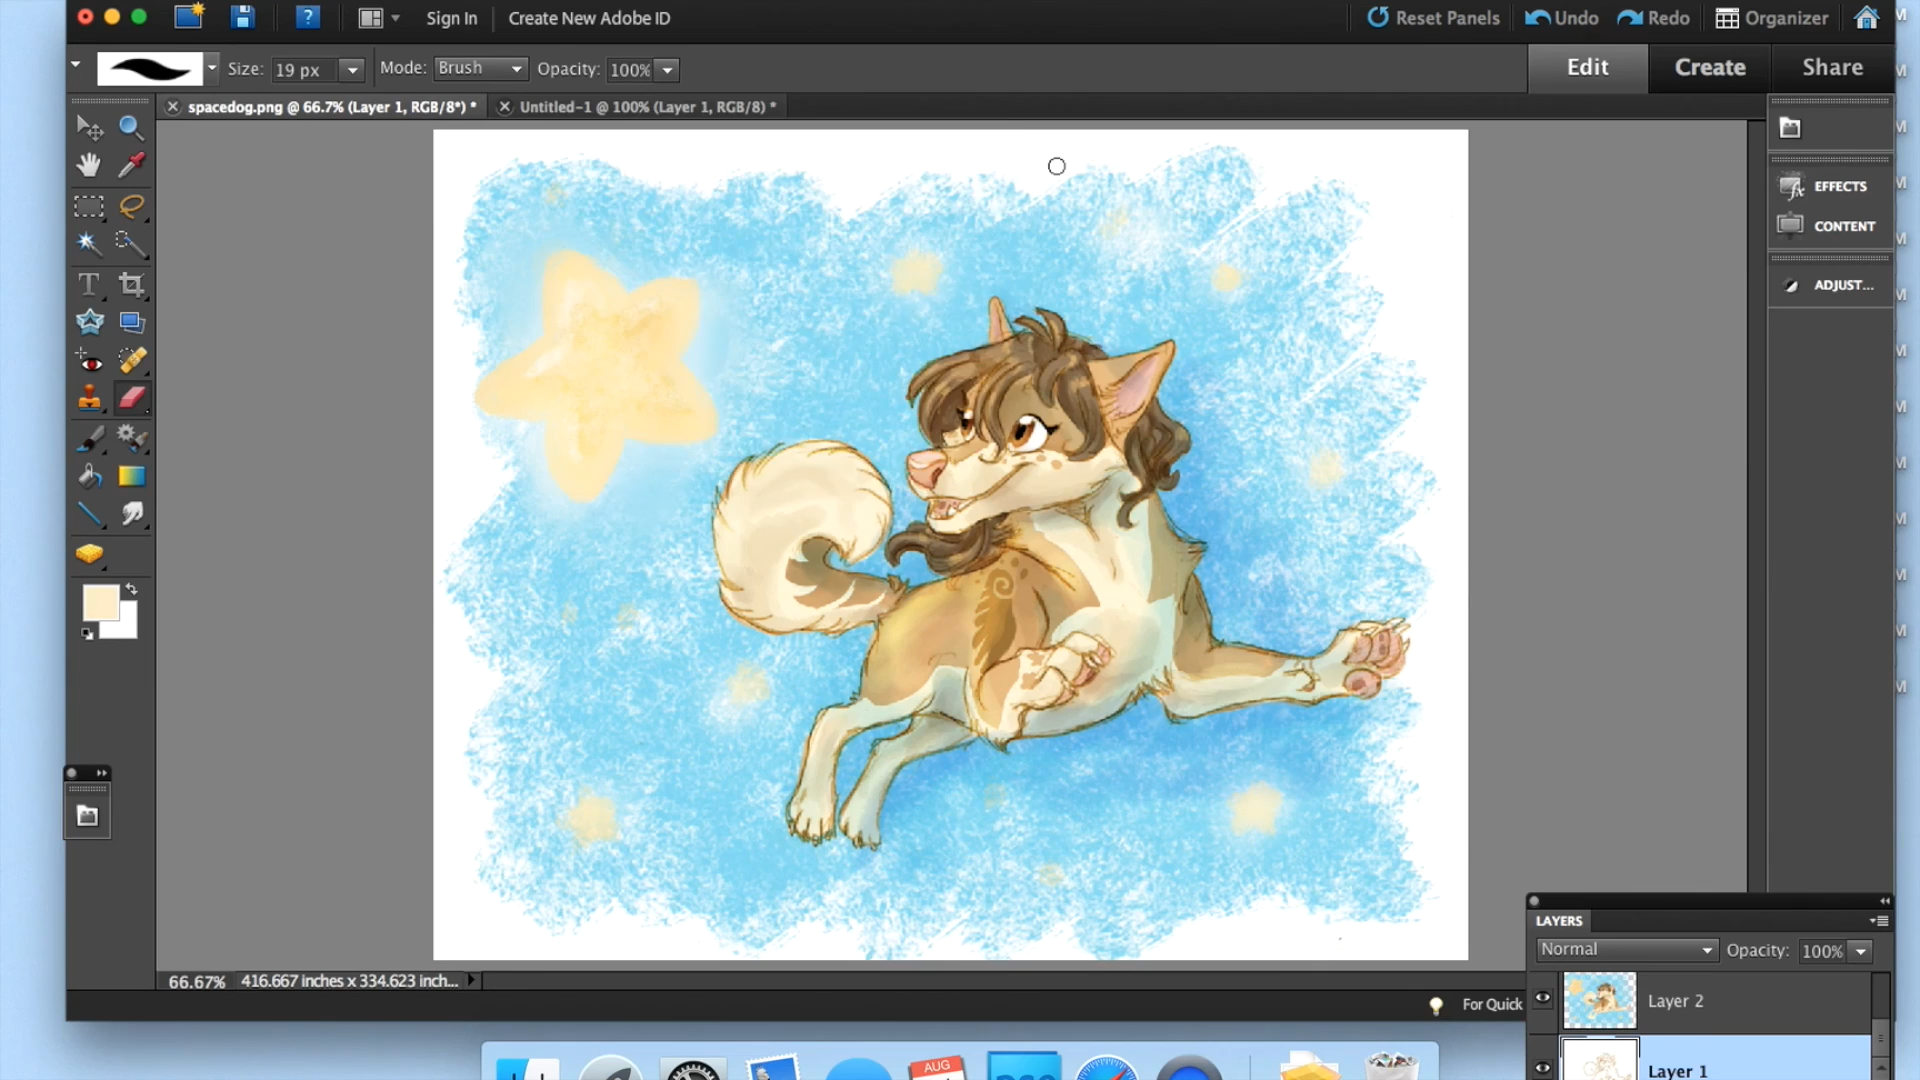 Sign In
Create New Adobe ID
Reset Panels
Undo
Redo
Organizer
Size: 19 px
Mode: Brush
Opacity: 100%
Edit
Create
Share
spacedog.png @ 66.7% (Layer 1, RGB/8*) *
Untitled-1 @ 100% (Layer 1, RGB/8) *
EFFECTS
CONTENT
ADJUST...
LAYERS
Normal
Opacity: 100%
Layer 2
Layer 1
66.67%
416.667 inches x 334.623 inch...
For Quick
AUG